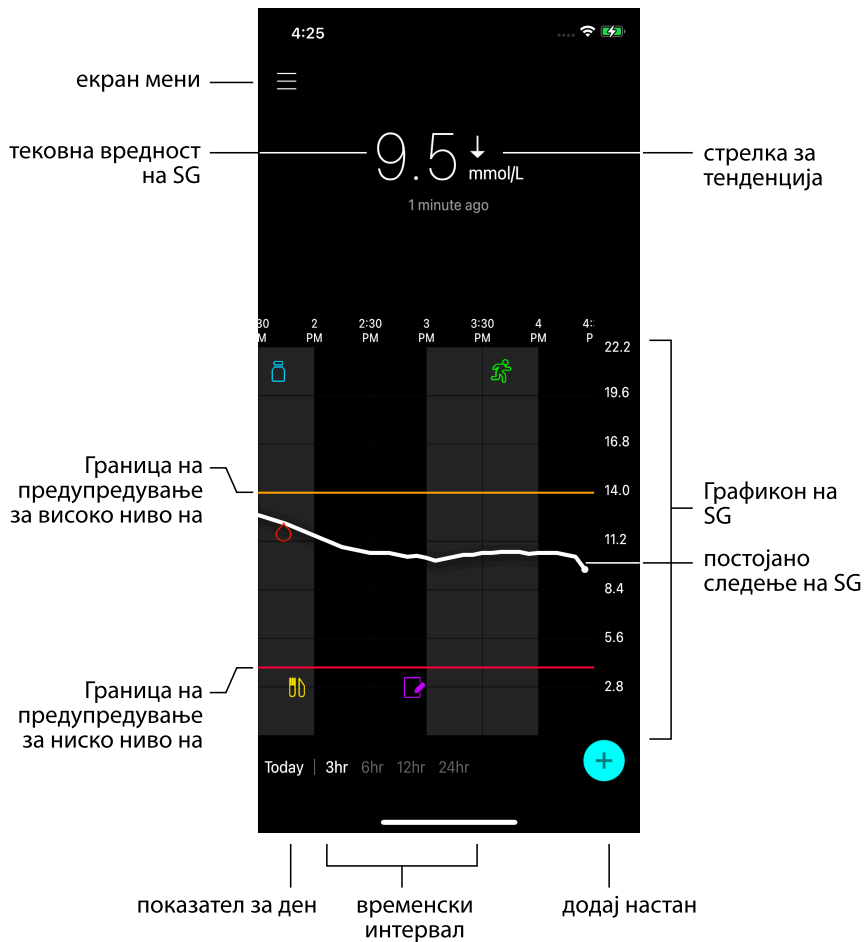 4:25
екран мени
тековна вредност
на SG
9.5
mmol/L
1 minute ago
стрелка за
тенденција
:30
M
2
PM
2:30
PM
3
PM
3:30
PM
4
PM
4:
P
22.2
19.6
16.8
14.0
11.2
8.4
5.6
2.8
Граница на
предупредување
за високо ниво на
Графикон на
SG
постојано
следење на SG
Граница на
предупредување
за ниско ниво на
Today | 3hr 6hr 12hr 24hr
показател за ден
временски
интервал
додај настан